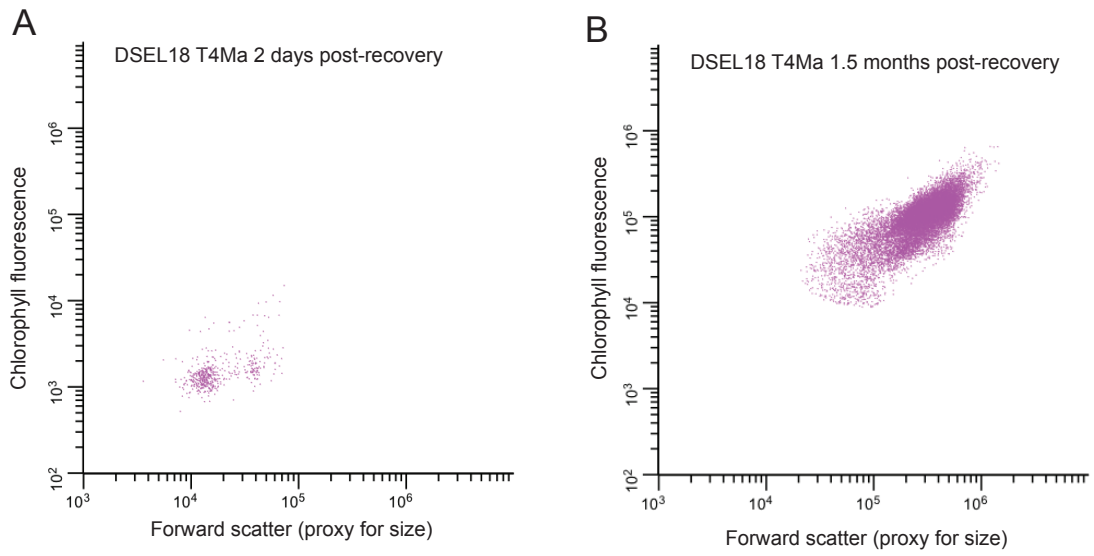 A
DSEL18 T4Ma 2 days post-recovery
Chlorophyll fluorescence
10^6
10^5
10^4
10^3
10^2
10^3
10^4
10^5
10^6
Forward scatter (proxy for size)
B
DSEL18 T4Ma 1.5 months post-recovery
Chlorophyll fluorescence
10^6
10^5
10^4
10^3
10^2
10^3
10^4
10^5
10^6
Forward scatter (proxy for size)